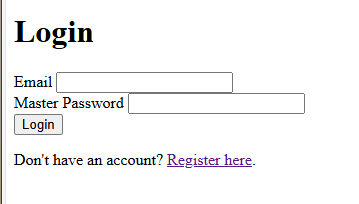 Login
Email
Master Password
Login
Don't have an account? Register here.